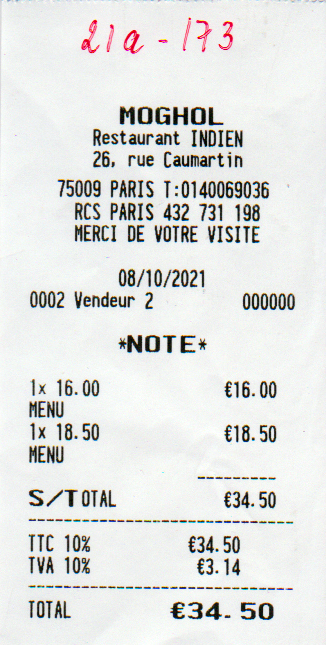 21a - 173
MOGHOL
Restaurant INDIEN
26, rue Caumartin
75009 PARIS T:0140069036
RCS PARIS 432 731 198
MERCI DE VOTRE VISITE
08/10/2021
0002 Vendeur 2 000000
*NOTE*
1x 16.00 €16.00
MENU
1x 18.50 €18.50
MENU
S/TOTAL €34.50
TTC 10% €34.50
TVA 10% €3.14
TOTAL €34.50